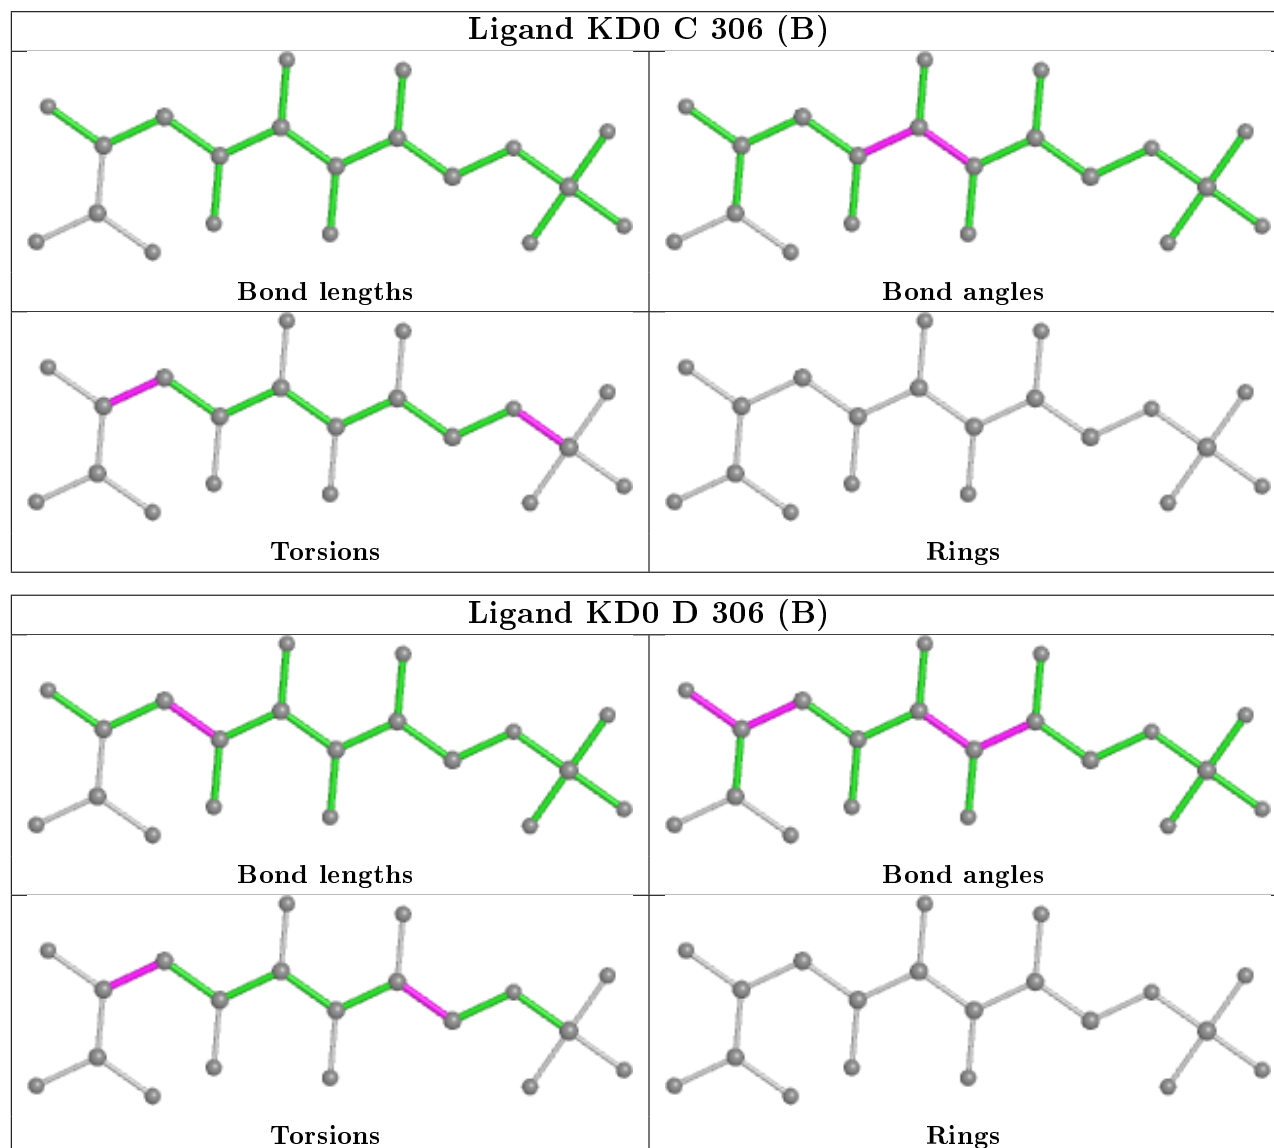 Ligand KD0 C 306 (B)
Bond lengths
Bond angles
Torsions
Rings
Ligand KD0 D 306 (B)
Bond lengths
Bond angles
Torsions
Rings